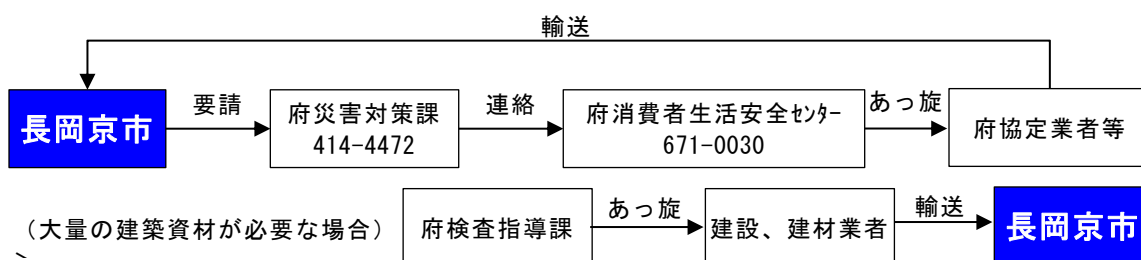 輸送
長岡京市
要請
府災害対策課
414-4472
連絡
府消費者生活安全ｾﾝﾀｰ
671-0030
あっ旋
府協定業者等
（大量の建築資材が必要な場合）
府検査指導課
あっ旋
建設、建材業者
輸送
長岡京市